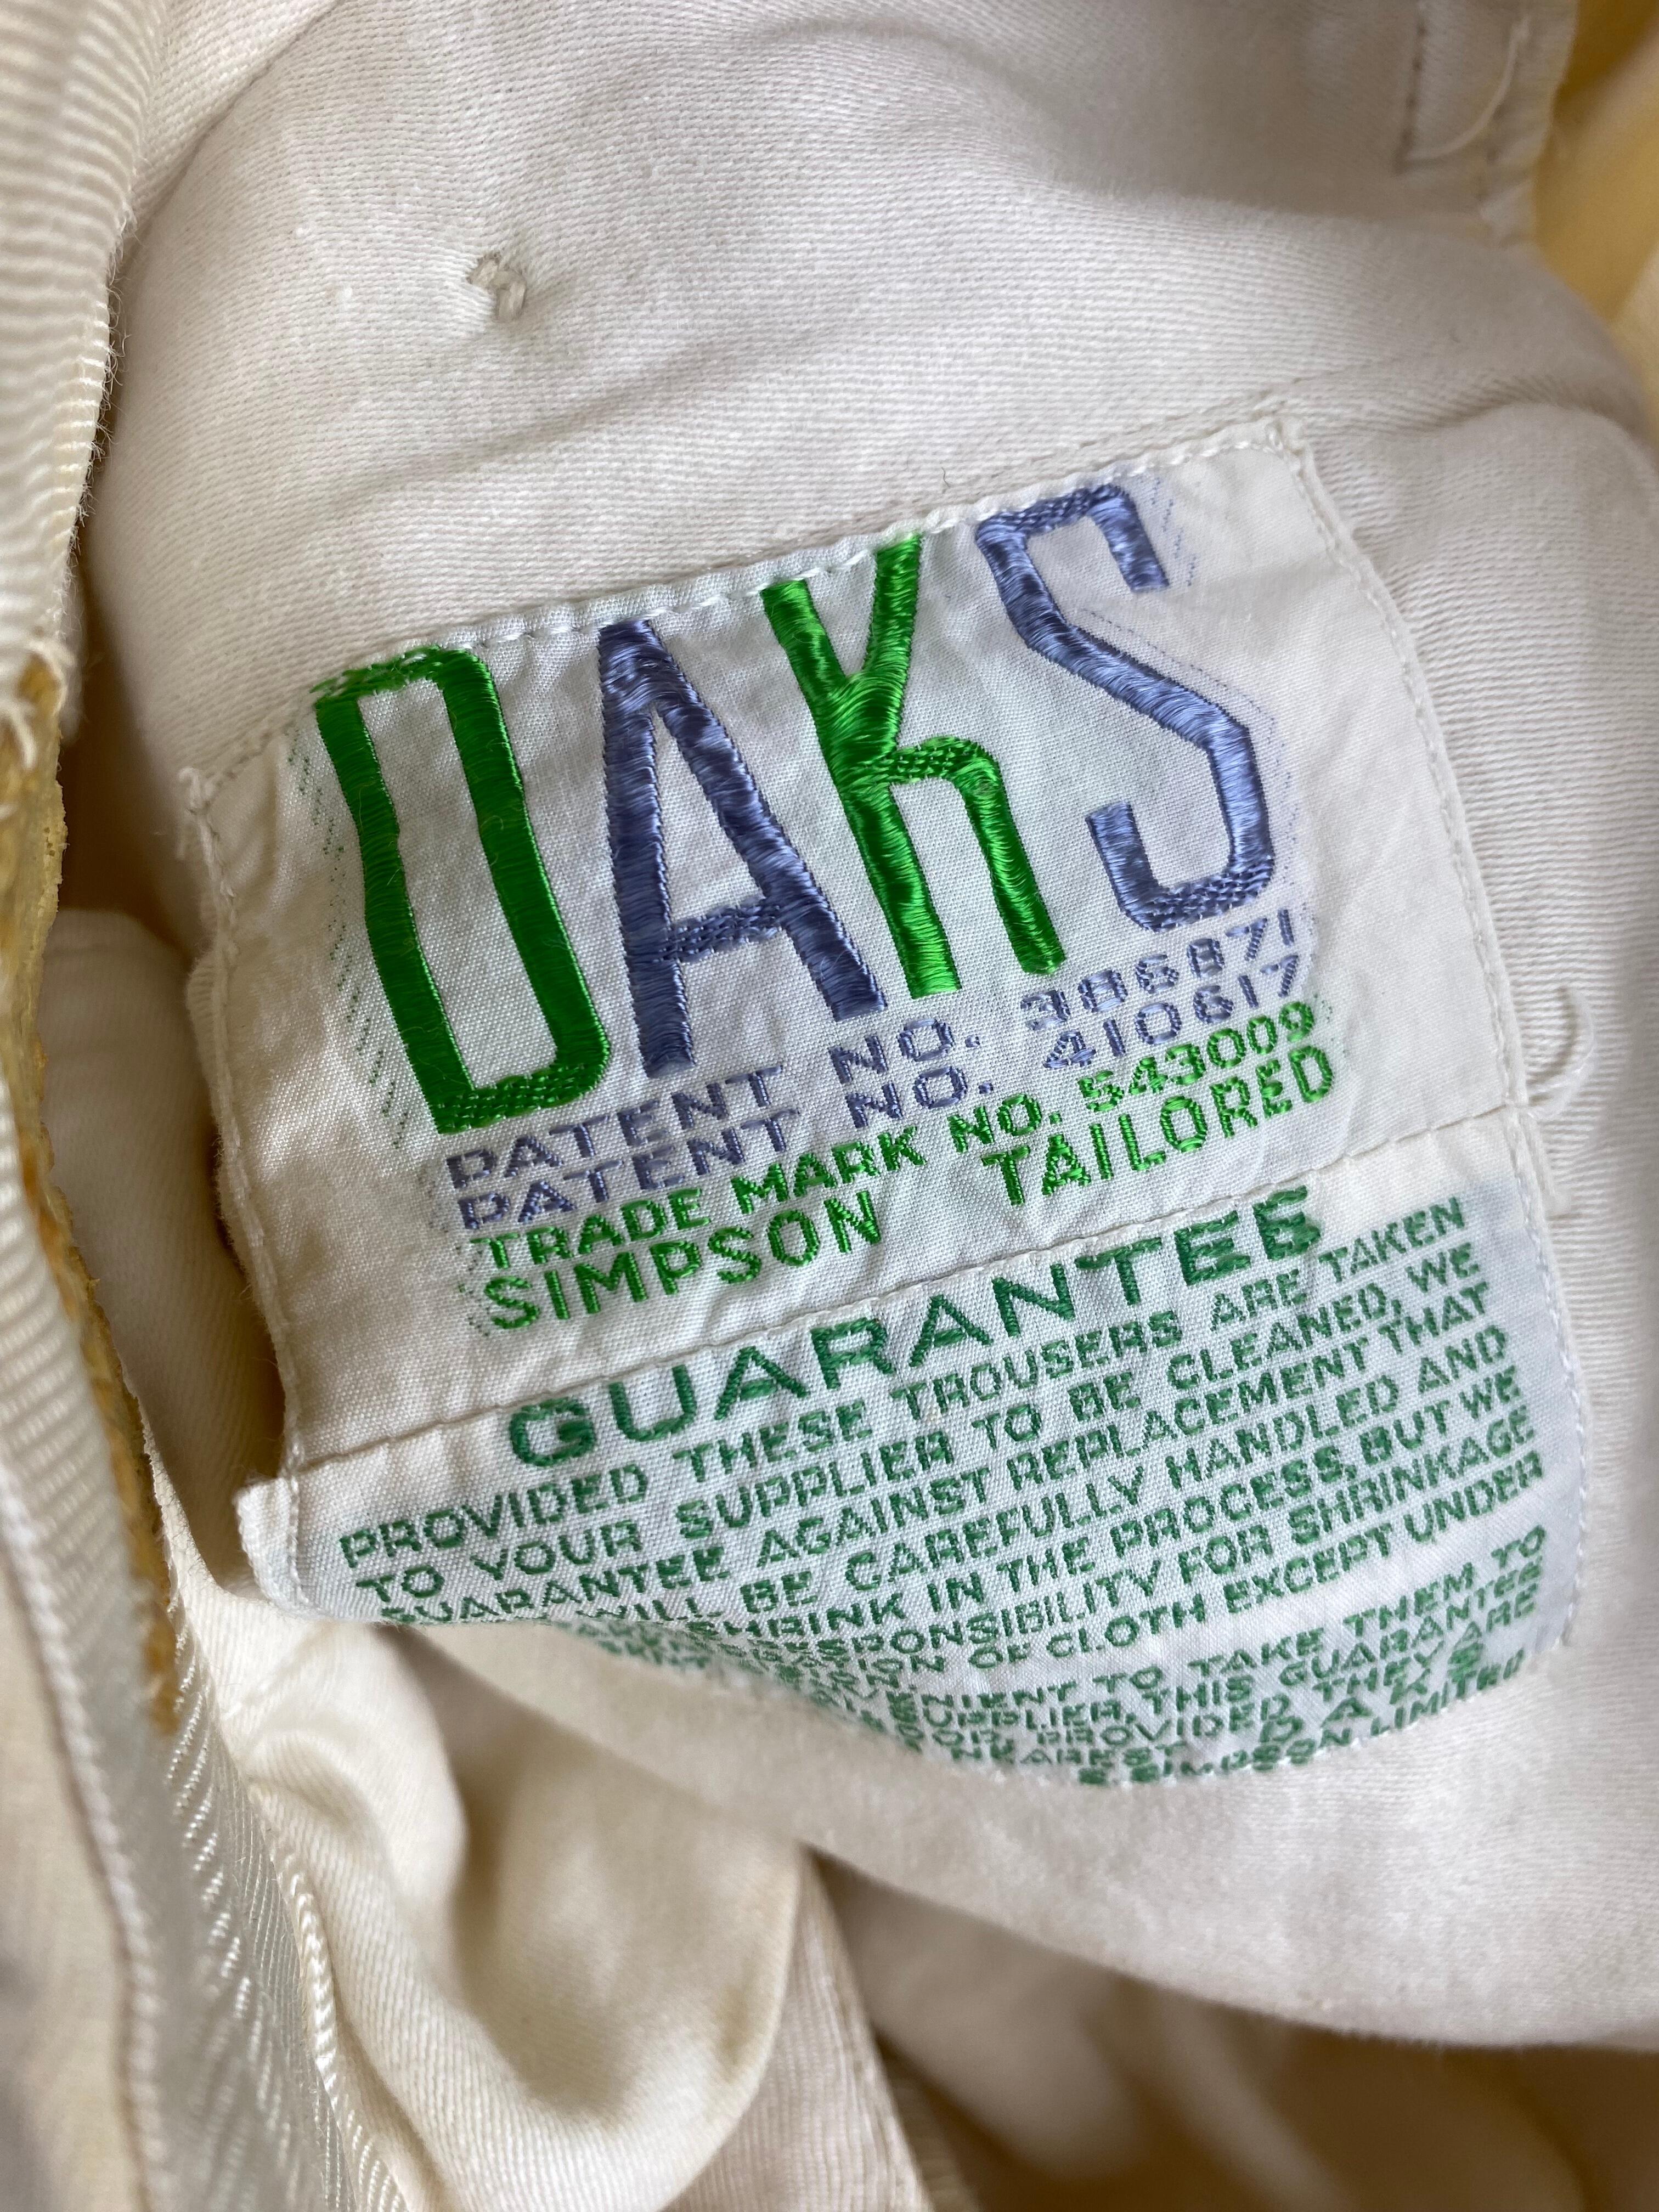 DAKS
PATENT NO. 386871
PATENT NO. 410617
TRADE MARK NO. 543009
SIMPSON TAILORED
GUARANTEE
PROVIDED THESE TROUSERS ARE TAKEN
TO YOUR SUPPLIER TO BE CLEANED, WE
GUARANTEE AGAINST REPLACEMENT THAT
WILL BE CAREFULLY HANDLED AND
SHRINK IN THE PROCESS, BUT WE
RESPONSIBILITY FOR SHRINKAGE
OF CLOTH EXCEPT UNDER
TO TAKE THEM TO
SUPPLIER, THIS GUARANTEE
PROVIDED THEY ARE
NEAREST DAKS
S. SIMPSON LIMITED